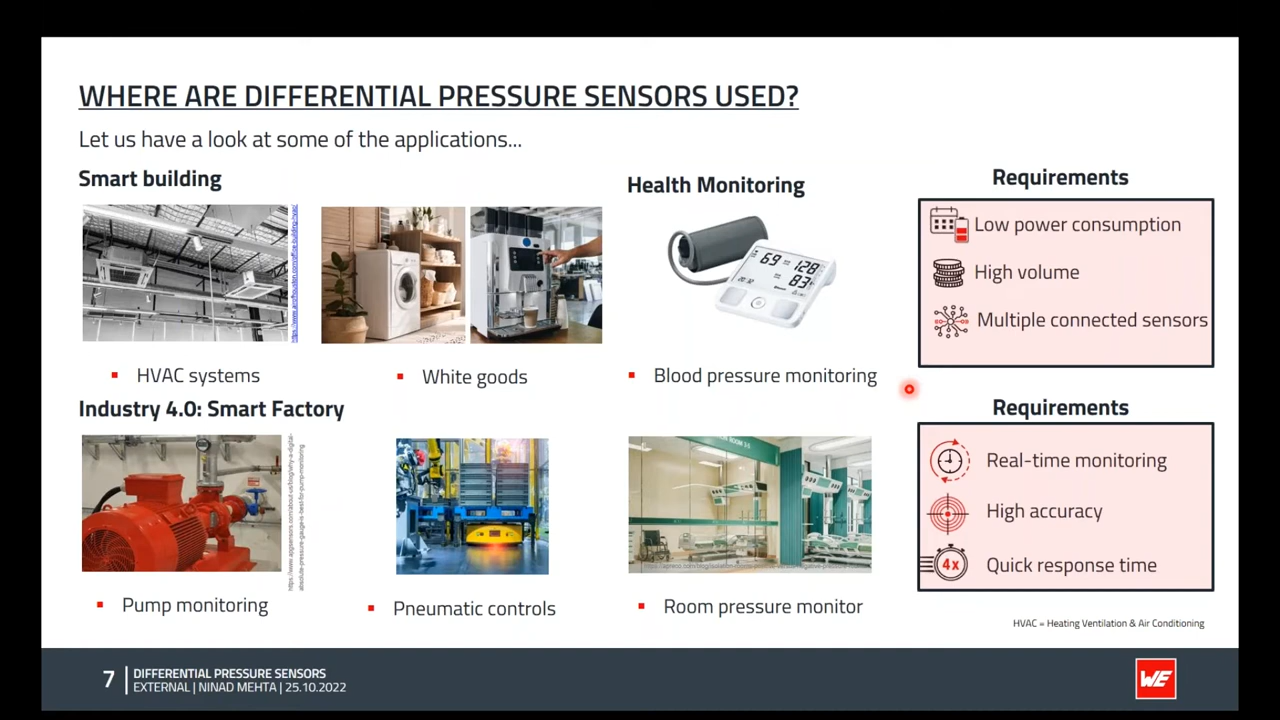 WHERE ARE DIFFERENTIAL PRESSURE SENSORS USED?
Let us have a look at some of the applications...
Smart building
HVAC systems
White goods
Health Monitoring
69 128
83
Blood pressure monitoring
Requirements
Low power consumption
High volume
Multiple connected sensors
Industry 4.0: Smart Factory
Pump monitoring
Pneumatic controls
Room pressure monitor
Requirements
Real-time monitoring
High accuracy
4x
Quick response time
HVAC = Heating Ventilation & Air Conditioning
7
DIFFERENTIAL PRESSURE SENSORS
EXTERNAL | NINAD MEHTA | 25.10.2022
WE